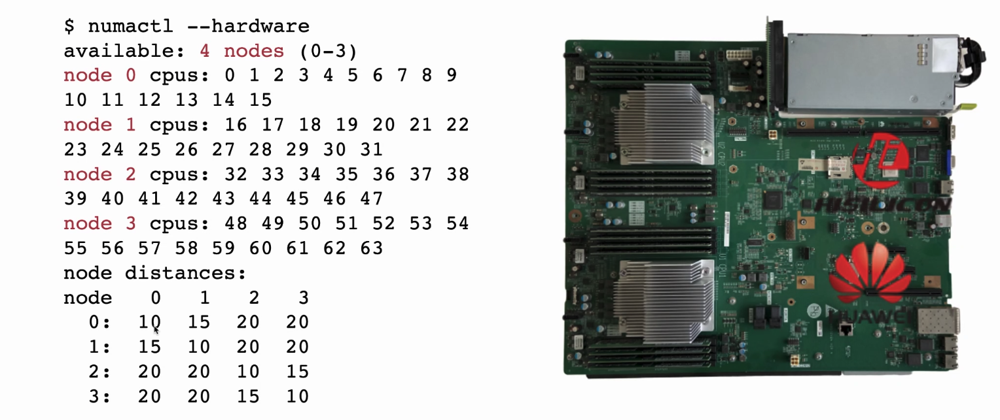 $ numactl --hardware
available: 4 nodes (0-3)
node 0 cpus: 0 1 2 3 4 5 6 7 8 9
10 11 12 13 14 15
node 1 cpus: 16 17 18 19 20 21 22
23 24 25 26 27 28 29 30 31
node 2 cpus: 32 33 34 35 36 37 38
39 40 41 42 43 44 45 46 47
node 3 cpus: 48 49 50 51 52 53 54
55 56 57 58 59 60 61 62 63
node distances:
node 0 1 2 3
0: 10 15 20 20
1: 15 10 20 20
2: 20 20 10 15
3: 20 20 15 10
U2 CPU2
HISILICON
U1 CPU1
HUAWEI